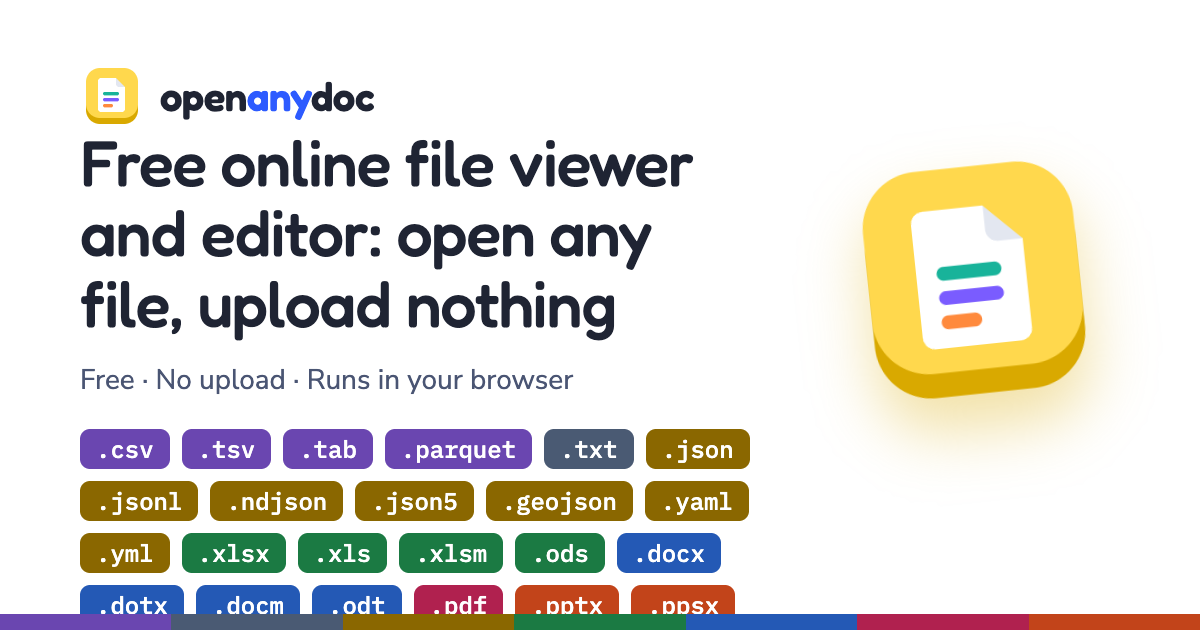 openanydoc
Free online file viewer
and editor: open any
file, upload nothing
Free · No upload · Runs in your browser
.csv .tsv .tab .parquet .txt .json
.jsonl .ndjson .json5 .geojson .yaml
.yml .xlsx .xls .xlsm .ods .docx
.dotx .docm .odt .pdf .pptx .ppsx